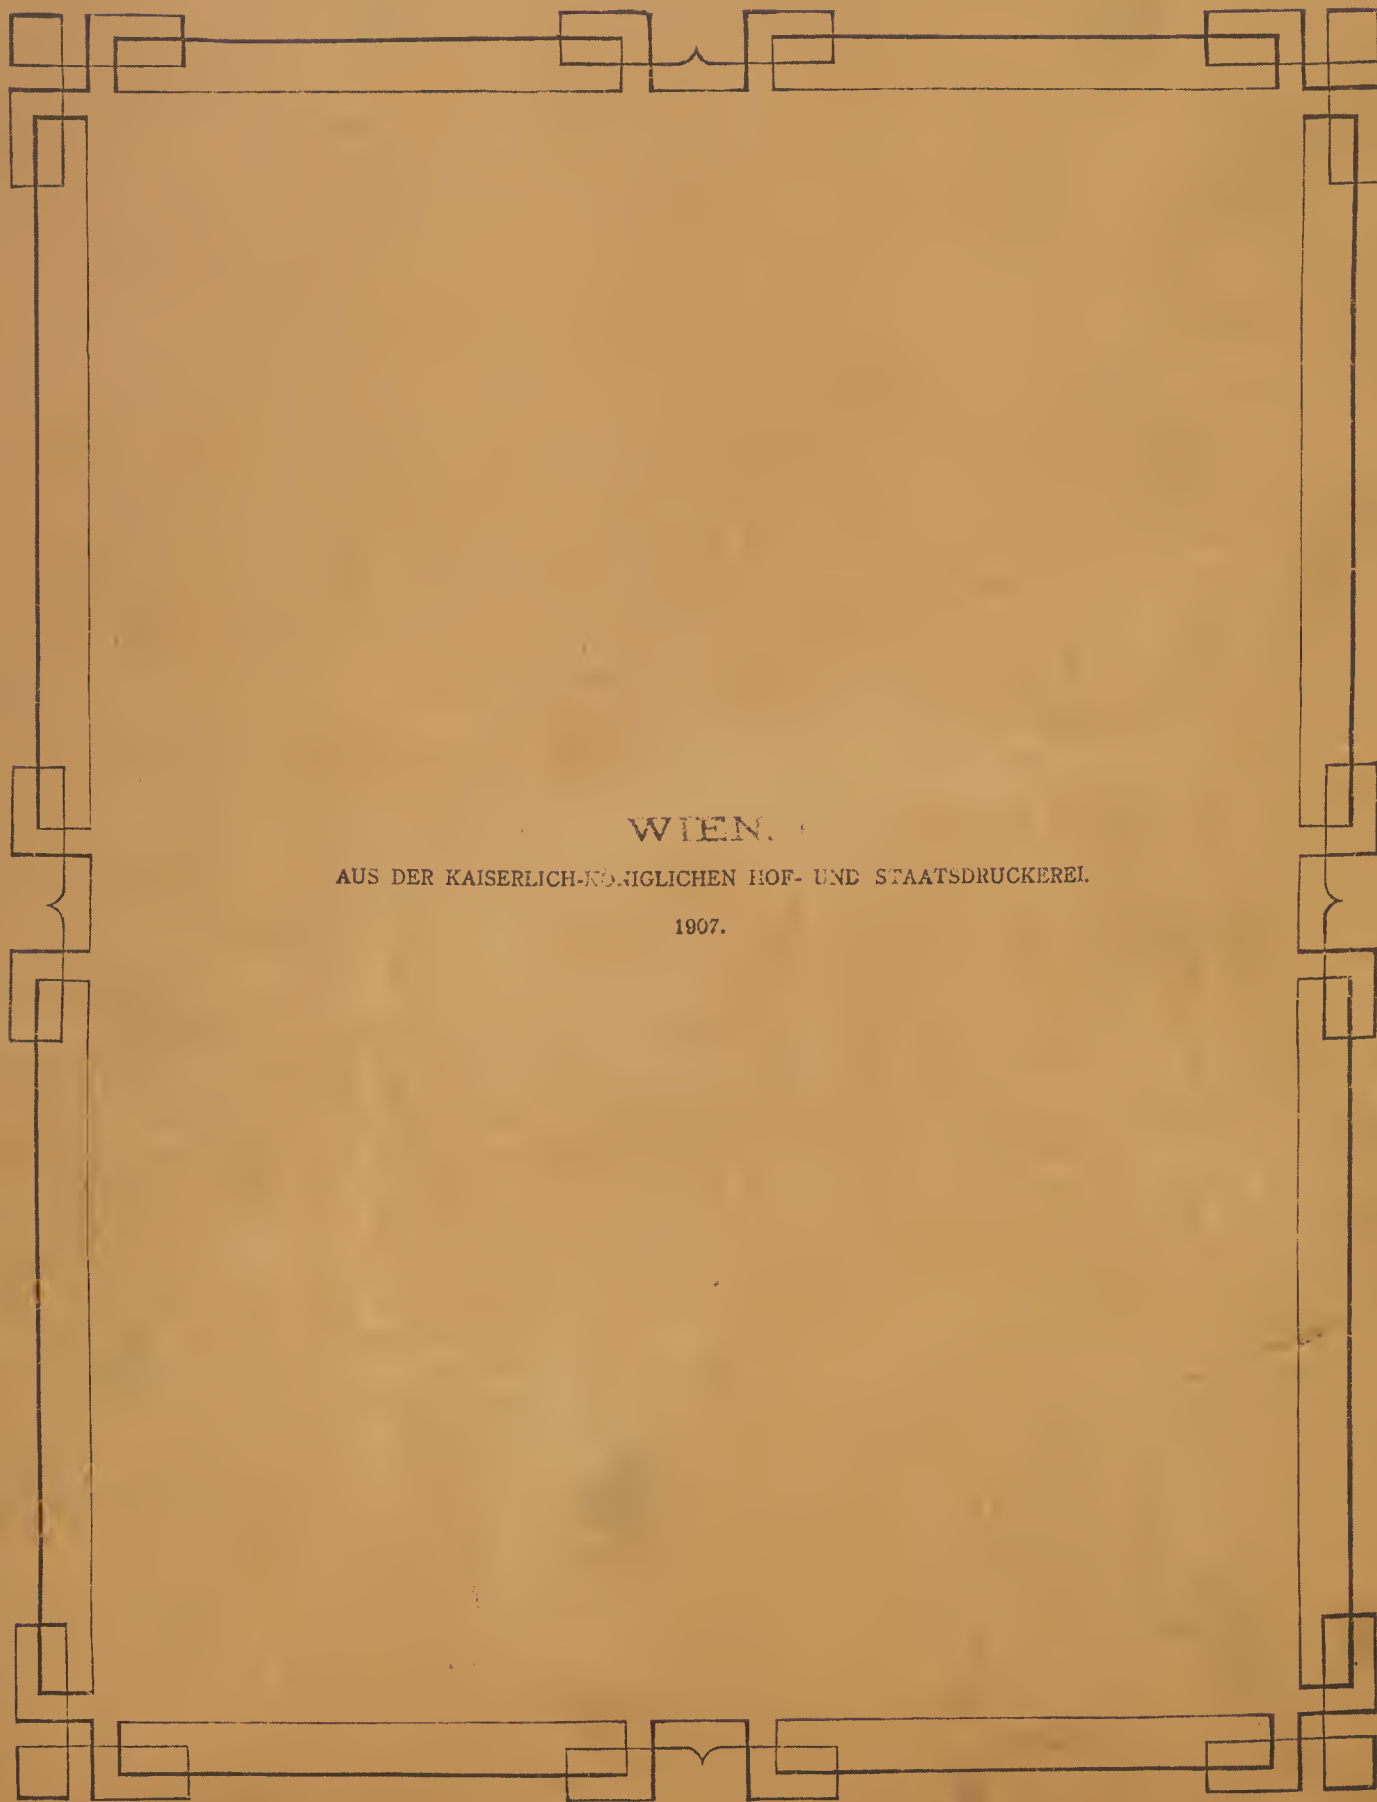 WIEN.
AUS DER KAISERLICH-KÖNIGLICHEN HOF- UND STAATSDRUCKEREI.
1907.